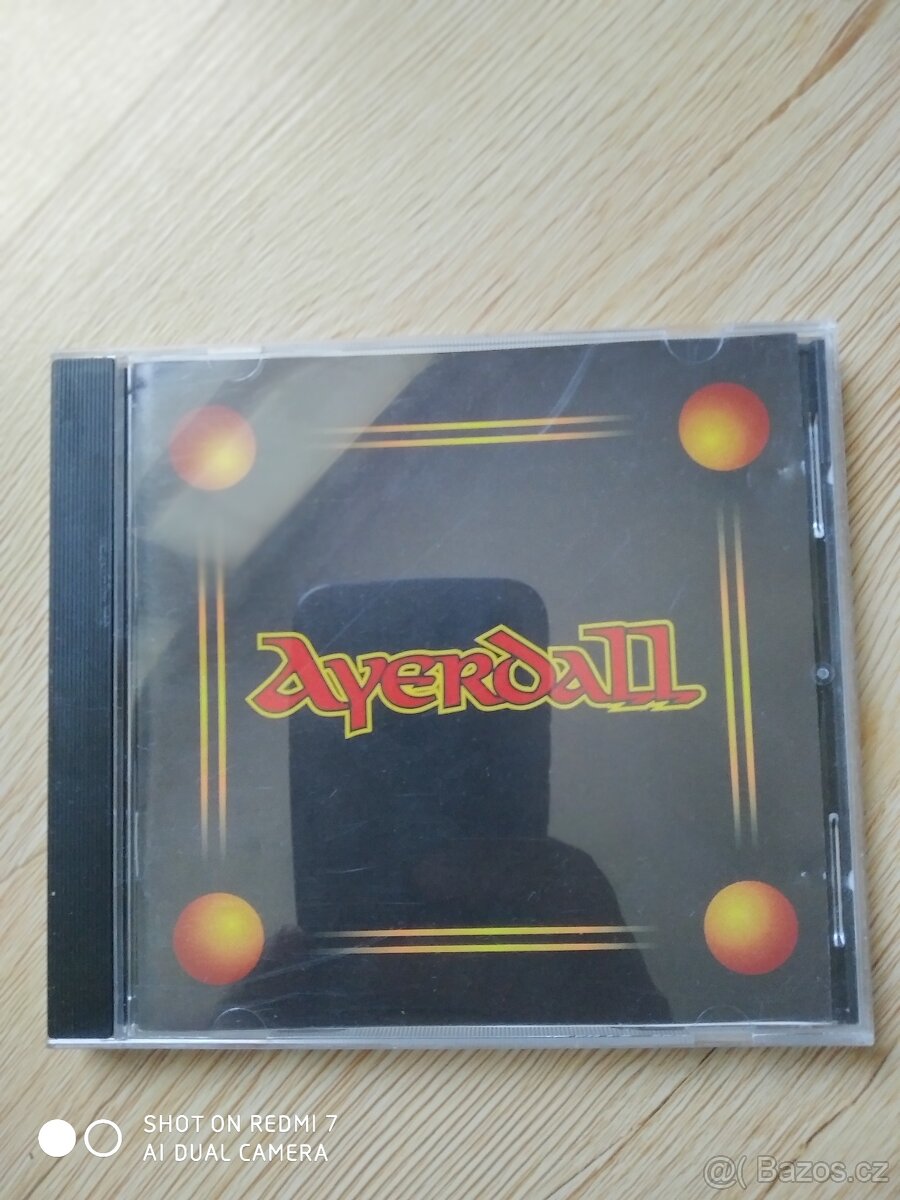 Ayerdall
SHOT ON REDMI 7
AI DUAL CAMERA
@( Bazos.cz